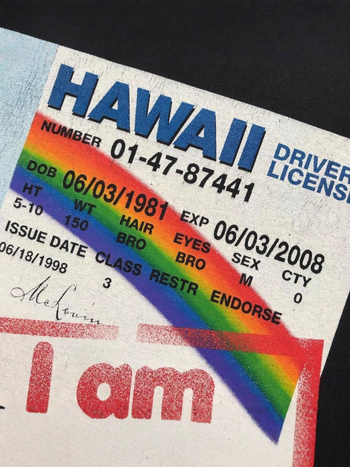 HAWAII
DRIVER
LICENSE
NUMBER 01-47-87441
DOB 06/03/1981 EXP 06/03/2008
HT WT HAIR EYES SEX CTY
5-10 150 BRO BRO M 0
ISSUE DATE CLASS RESTR ENDORSE
06/18/1998 3
McLovin
I am